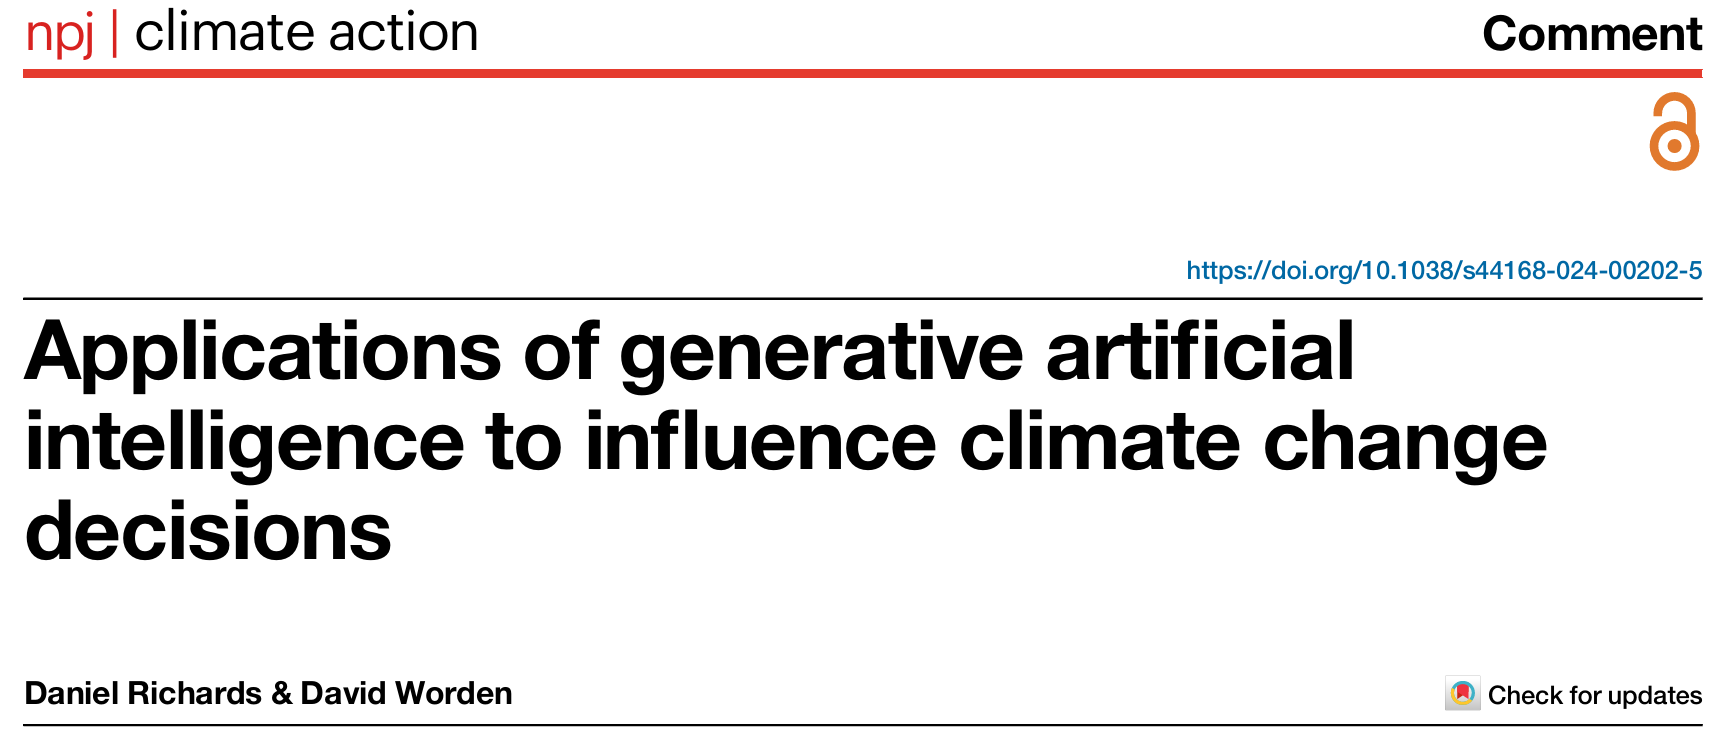 npj | climate action
Comment
https://doi.org/10.1038/s44168-024-00202-5
Applications of generative artificial
intelligence to influence climate change
decisions
Daniel Richards & David Worden
Check for updates